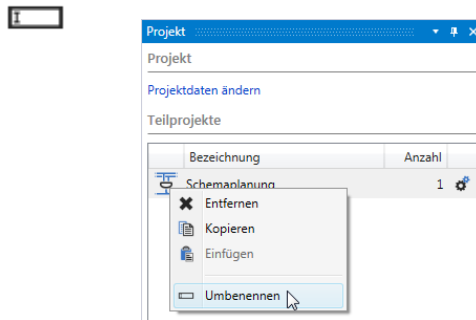 Projekt
Projekt
Projektdaten ändern
Teilprojekte
Bezeichnung Anzahl
Schemaplanung 1
Entfernen
Kopieren
Einfügen
Umbenennen